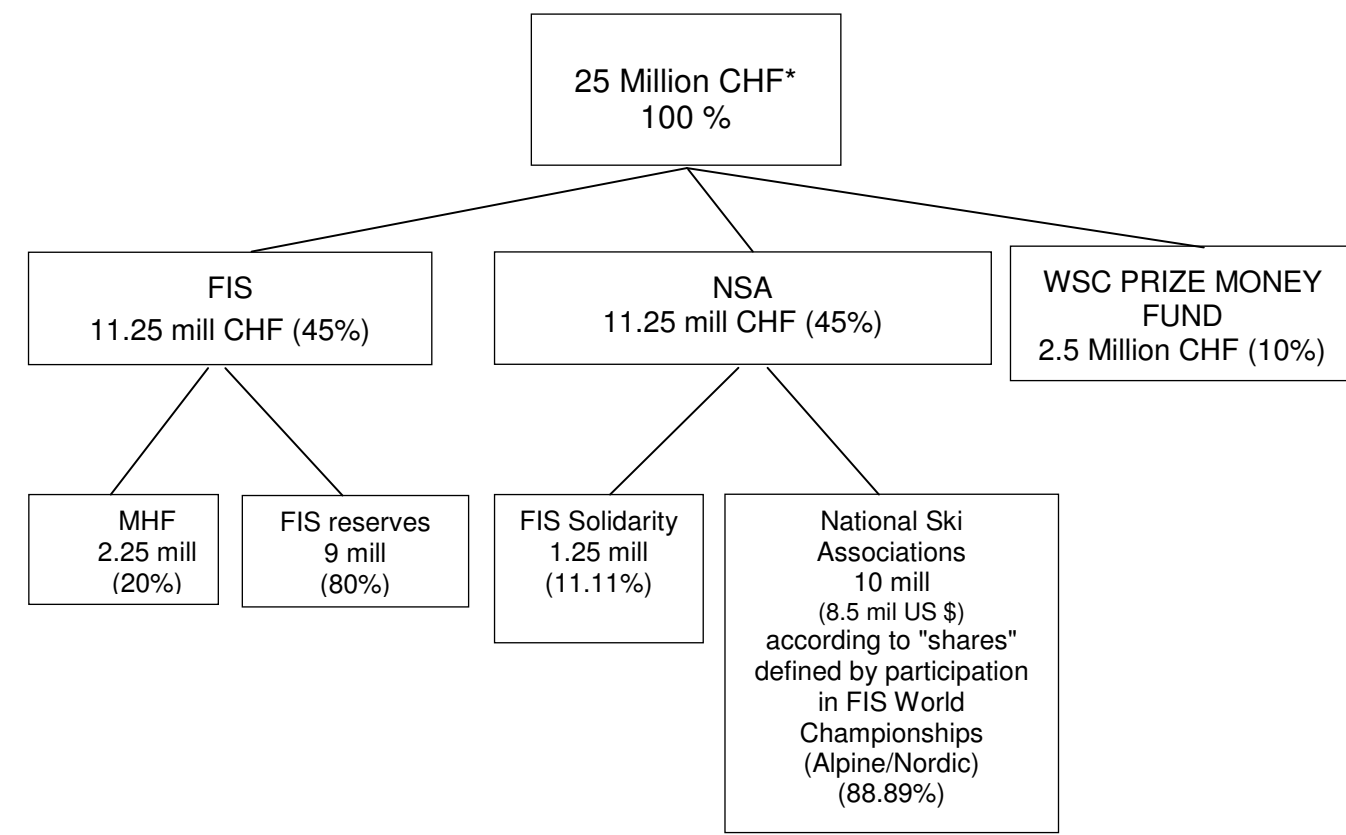 25 Million CHF*
100 %
FIS
11.25 mill CHF (45%)
NSA
11.25 mill CHF (45%)
WSC PRIZE MONEY
FUND
2.5 Million CHF (10%)
MHF
2.25 mill
(20%)
FIS reserves
9 mill
(80%)
FIS Solidarity
1.25 mill
(11.11%)
National Ski
Associations
10 mill
(8.5 mil US $)
according to "shares"
defined by participation
in FIS World
Championships
(Alpine/Nordic)
(88.89%)